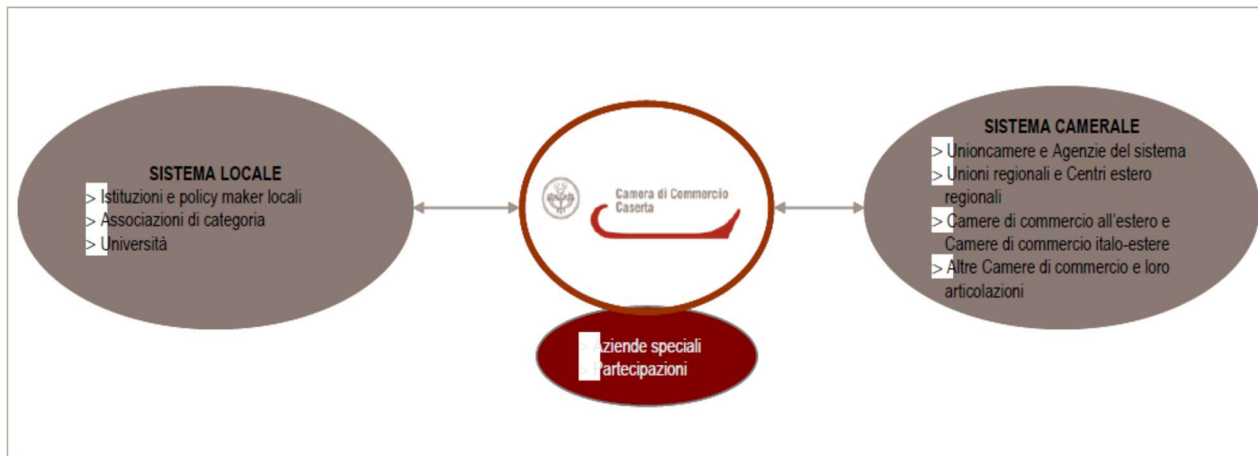 SISTEMA LOCALE
> Istituzioni e policy maker locali
> Associazioni di categoria
> Università
Camera di Commercio
Caserta
> Aziende speciali
> Partecipazioni
SISTEMA CAMERALE
> Unioncamere e Agenzie del sistema
> Unioni regionali e Centri estero
regionali
> Camere di commercio all'estero e
Camere di commercio italo-estere
> Altre Camere di commercio e loro
articolazioni